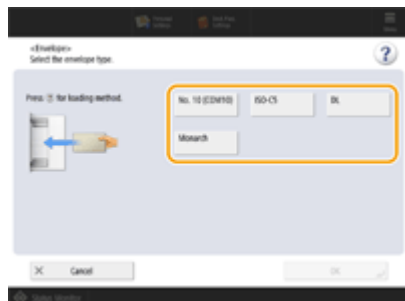 <Envelope>
Select the envelope type.
Press ? for loading method.
No. 10 (COM10)
ISO-C5
DL
Monarch
Cancel
OK
Status Monitor